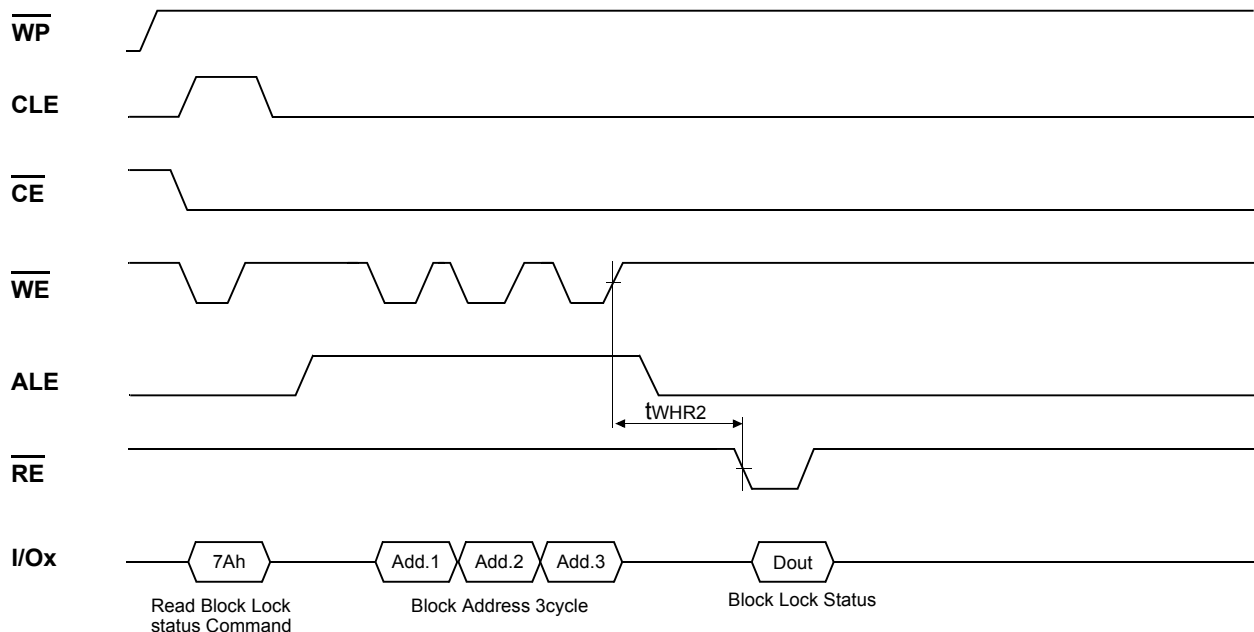 WP
CLE
CE
WE
ALE
tWHR2
RE
I/Ox
7Ah
Add.1
Add.2
Add.3
Dout
Read Block Lock
status Command
Block Address 3cycle
Block Lock Status